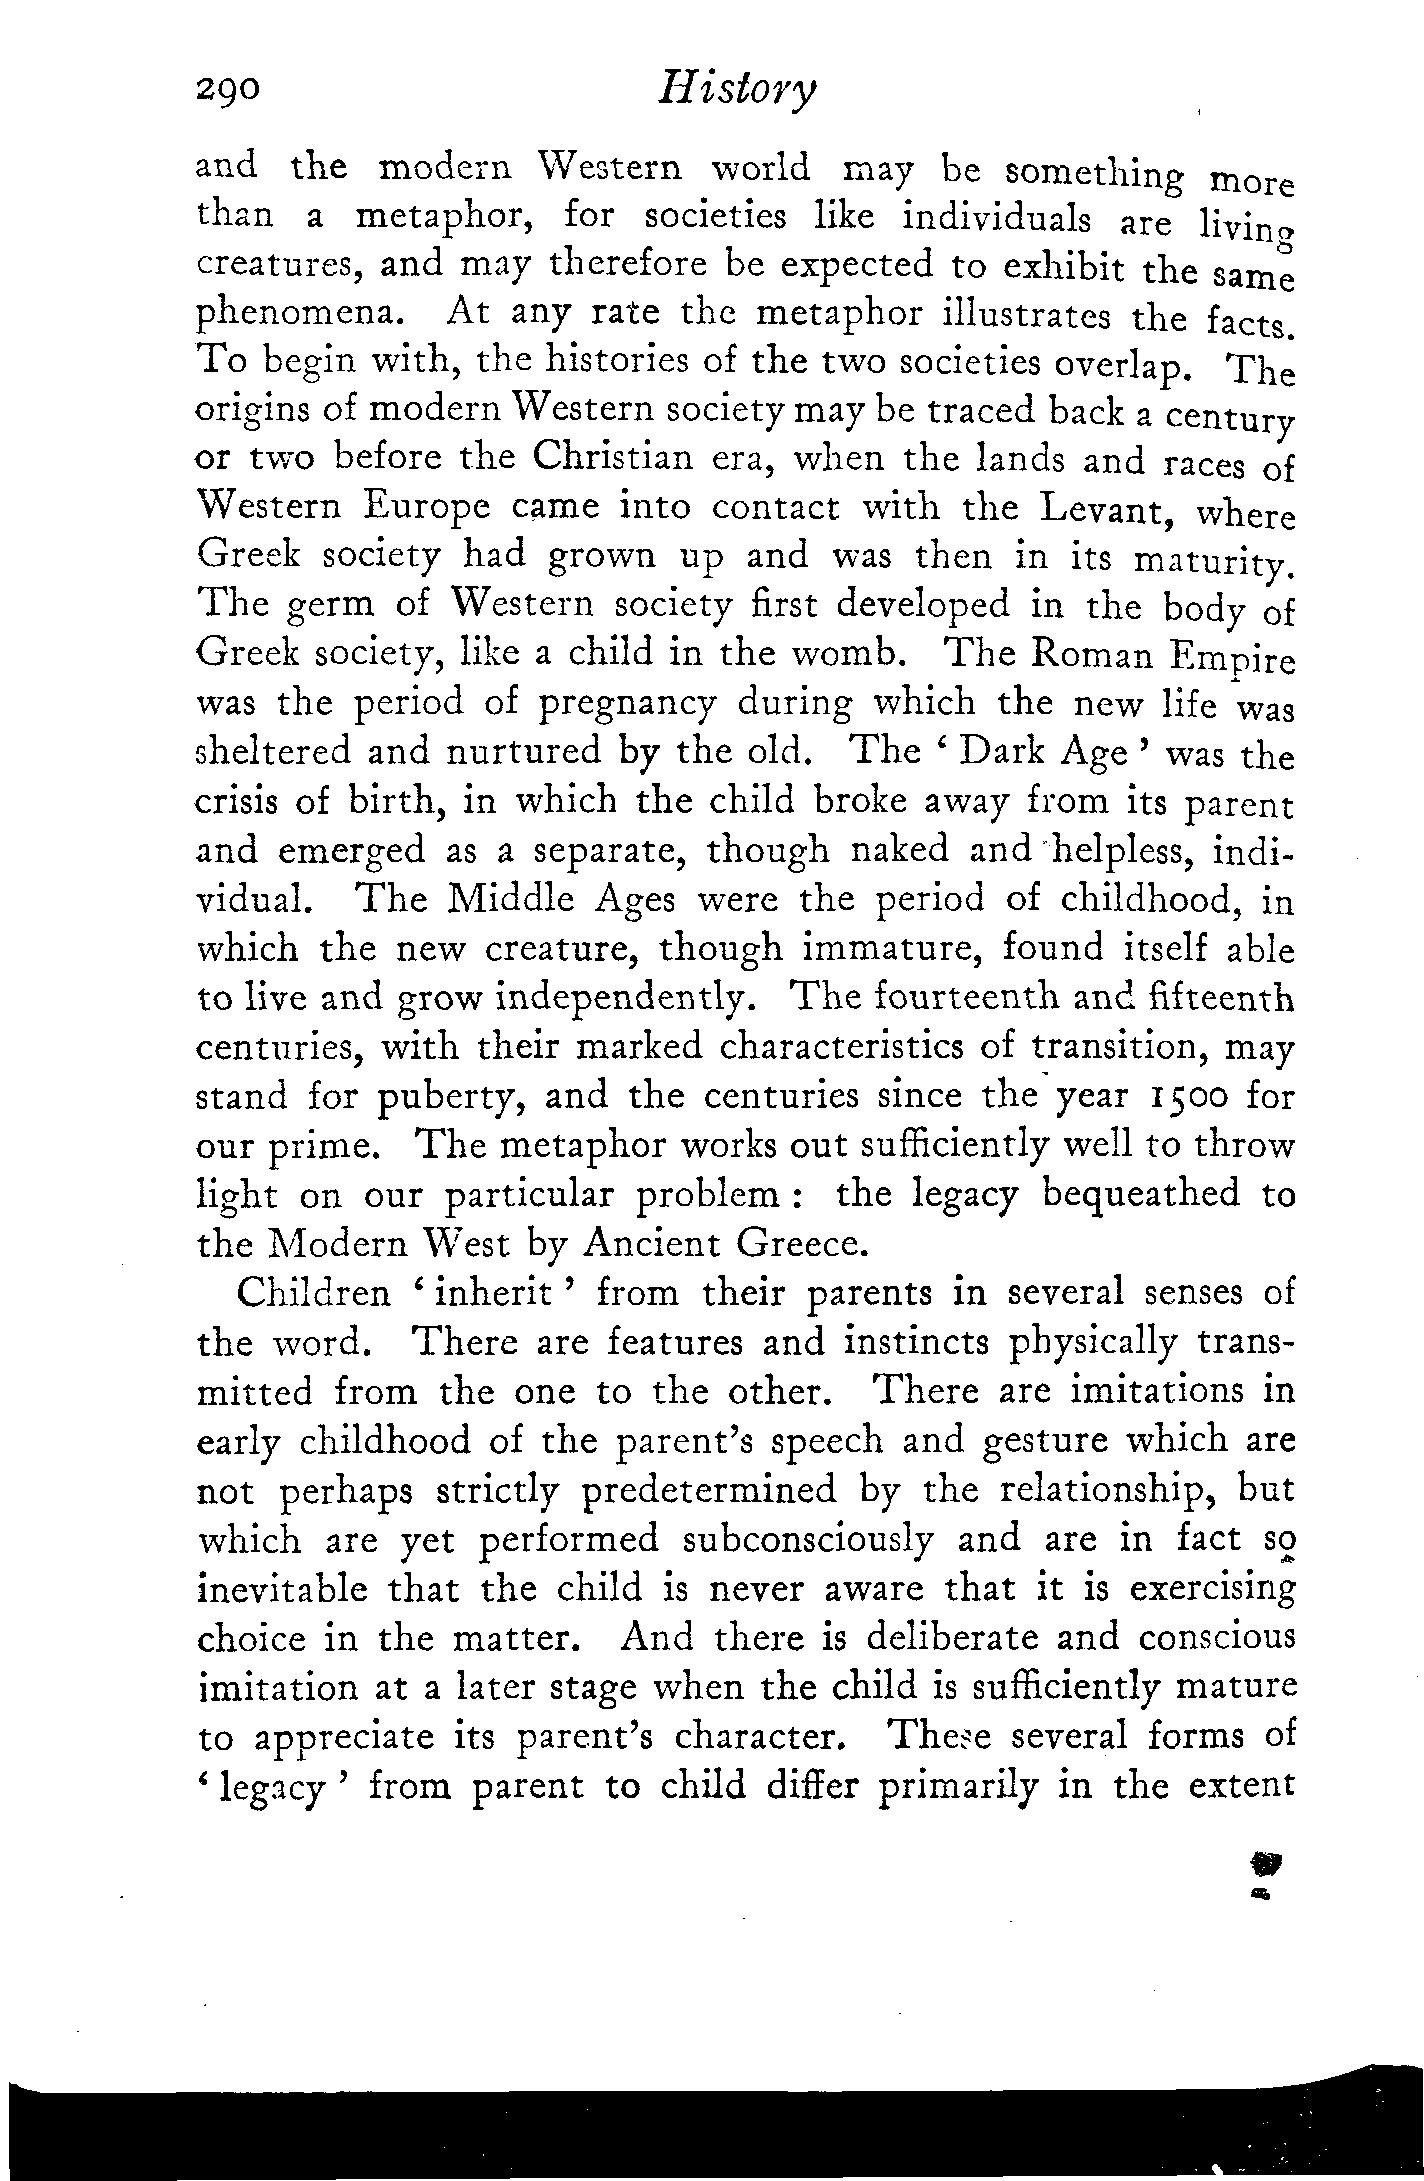 290 History
and the modern Western world may be something more
than a metaphor, for societies like individuals are living
creatures, and may therefore be expected to exhibit the same
phenomena. At any rate the metaphor illustrates the facts.
To begin with, the histories of the two societies overlap. The
origins of modern Western society may be traced back a century
or two before the Christian era, when the lands and races of
Western Europe came into contact with the Levant, where
Greek society had grown up and was then in its maturity.
The germ of Western society first developed in the body of
Greek society, like a child in the womb. The Roman Empire
was the period of pregnancy during which the new life was
sheltered and nurtured by the old. The ‘ Dark Age ’ was the
crisis of birth, in which the child broke away from its parent
and emerged as a separate, though naked and helpless, indi-
vidual. The Middle Ages were the period of childhood, in
which the new creature, though immature, found itself able
to live and grow independently. The fourteenth and fifteenth
centuries, with their marked characteristics of transition, may
stand for puberty, and the centuries since the year 1500 for
our prime. The metaphor works out sufficiently well to throw
light on our particular problem : the legacy bequeathed to
the Modern West by Ancient Greece.
Children ‘ inherit ’ from their parents in several senses of
the word. There are features and instincts physically trans-
mitted from the one to the other. There are imitations in
early childhood of the parent’s speech and gesture which are
not perhaps strictly predetermined by the relationship, but
which are yet performed subconsciously and are in fact so
inevitable that the child is never aware that it is exercising
choice in the matter. And there is deliberate and conscious
imitation at a later stage when the child is sufficiently mature
to appreciate its parent’s character. These several forms of
‘ legacy ’ from parent to child differ primarily in the extent